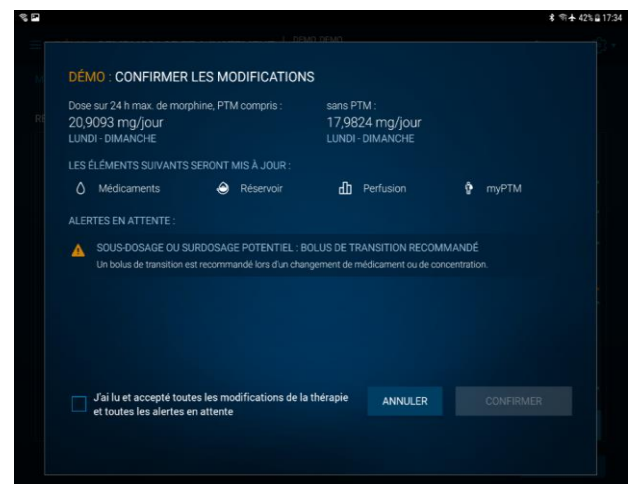 42% 17:34
DEMO DÉMO
DÉMO : CONFIRMER LES MODIFICATIONS
Dose sur 24 h max. de morphine, PTM compris :
20,9093 mg/jour
LUNDI - DIMANCHE
sans PTM :
17,9824 mg/jour
LUNDI - DIMANCHE
LES ÉLÉMENTS SUIVANTS SERONT MIS À JOUR :
Médicaments Réservoir Perfusion myPTM
ALERTES EN ATTENTE :
SOUS-DOSAGE OU SURDOSAGE POTENTIEL : BOLUS DE TRANSITION RECOMMANDÉ
Un bolus de transition est recommandé lors d'un changement de médicament ou de concentration.
J'ai lu et accepté toutes les modifications de la thérapie
et toutes les alertes en attente
ANNULER CONFIRMER